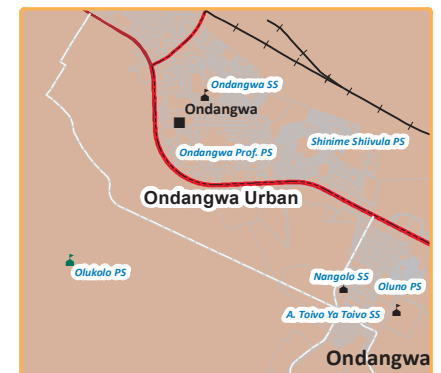 Ondangwa SS
Ondangwa
Shinime Shiivula PS
Ondangwa Prof. PS
Ondangwa Urban
Olukolo PS
Nangolo SS
Oluno PS
A. Toivo Ya Toivo SS
Ondangwa